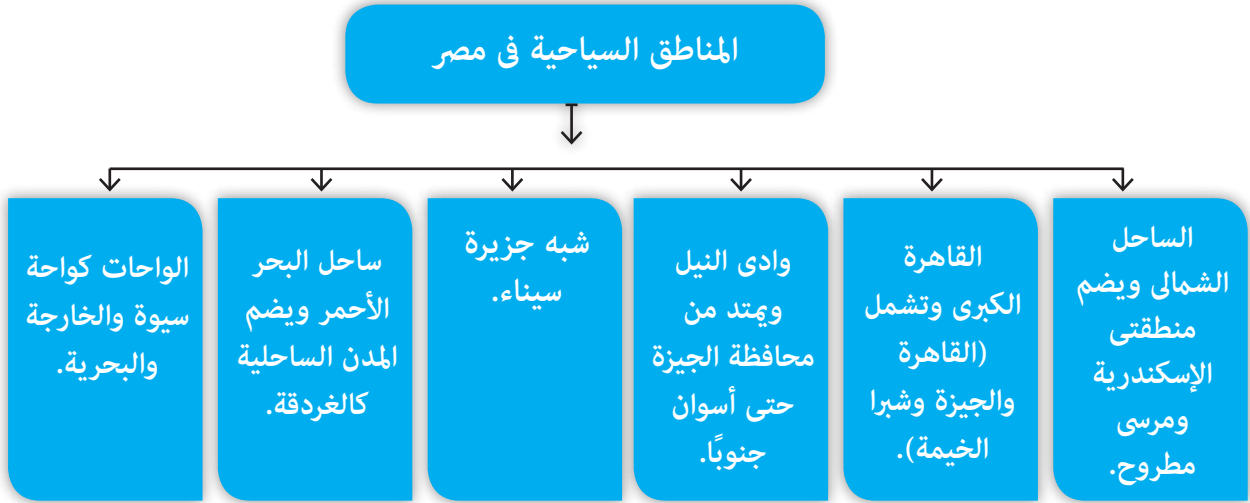 المناطق السياحية فى مصر
الساحل
الشمالى ويضم
منطقتى
الإسكندرية
ومرسى
مطروح.
القاهرة
الكبرى وتشمل
(القاهرة
والجيزة وشبرا
الخيمة).
وادى النيل
ويمتد من
محافظة الجيزة
حتى أسوان
جنوبًا.
شبه جزيرة
سيناء.
ساحل البحر
الأحمر ويضم
المدن الساحلية
كالغردقة.
الواحات كواحة
سيوة والخارجة
والبحرية.